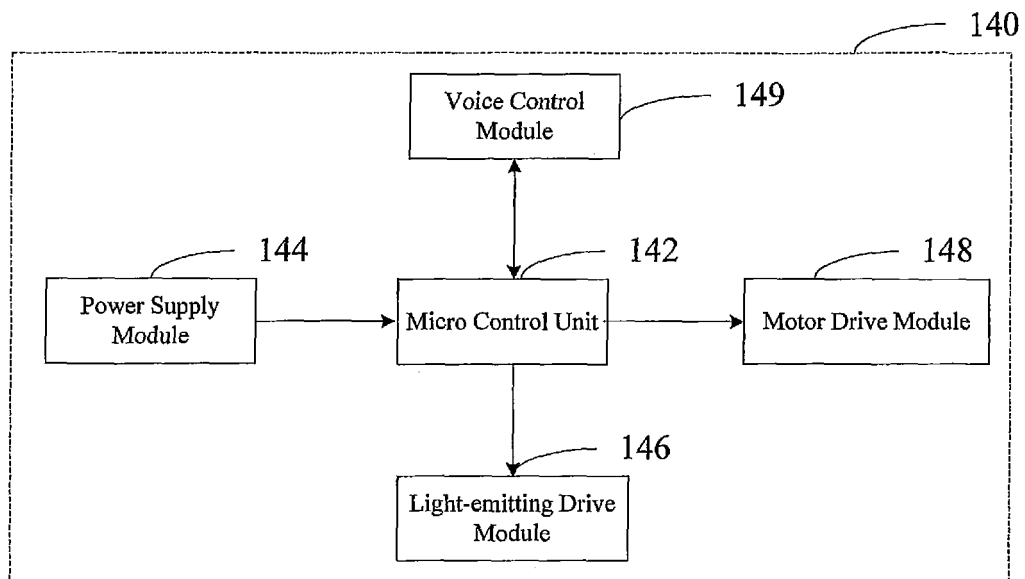 140
Voice Control
Module
149
144
142
148
Power Supply
Module
Micro Control Unit
Motor Drive Module
146
Light-emitting Drive
Module